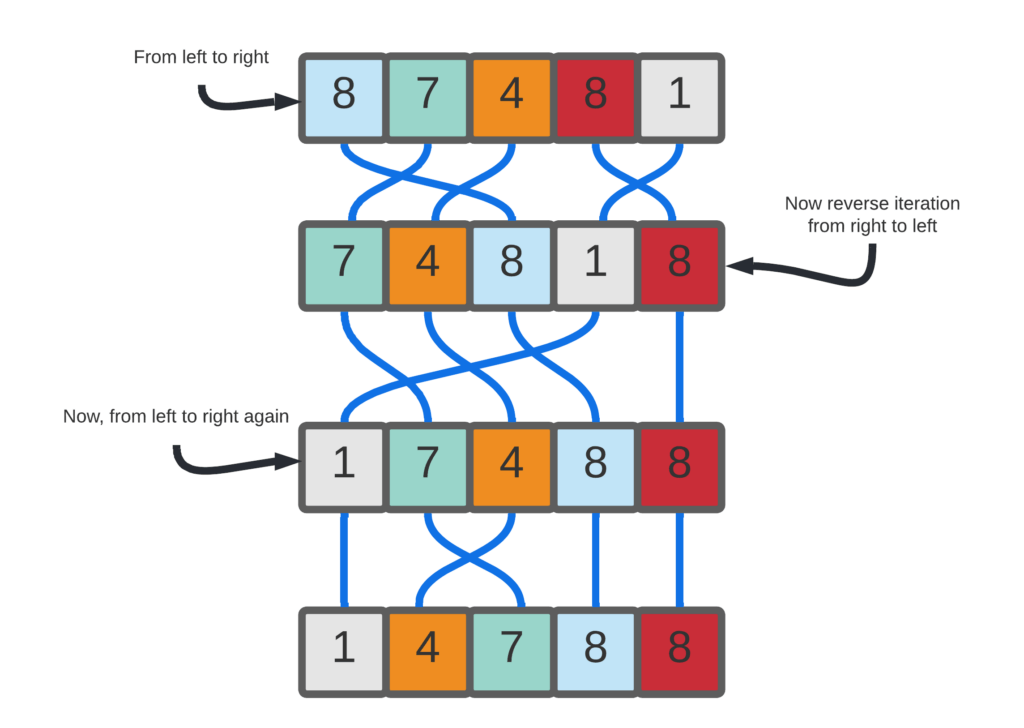 From left to right
8 7 4 8 1
Now reverse iteration
from right to left
7 4 8 1 8
Now, from left to right again
1 7 4 8 8
1 4 7 8 8